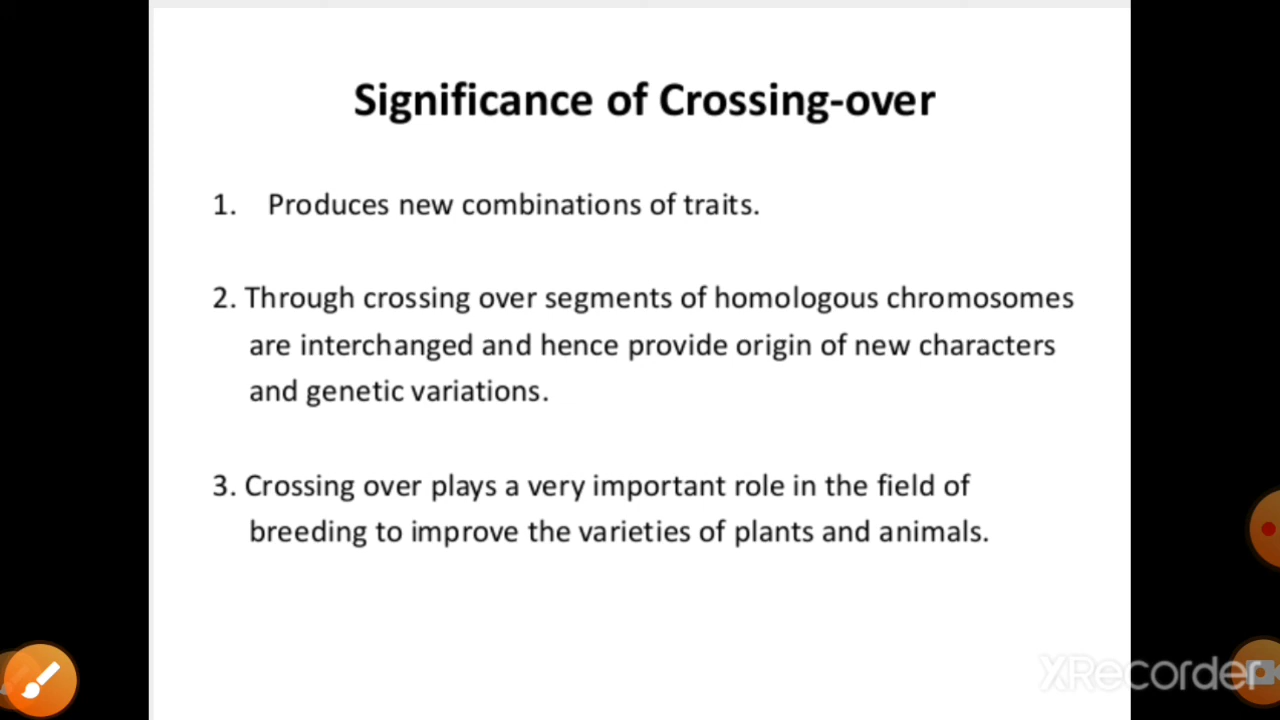 Significance of Crossing-over
1. Produces new combinations of traits.
2. Through crossing over segments of homologous chromosomes
are interchanged and hence provide origin of new characters
and genetic variations.
3. Crossing over plays a very important role in the field of
breeding to improve the varieties of plants and animals.
XRecorder